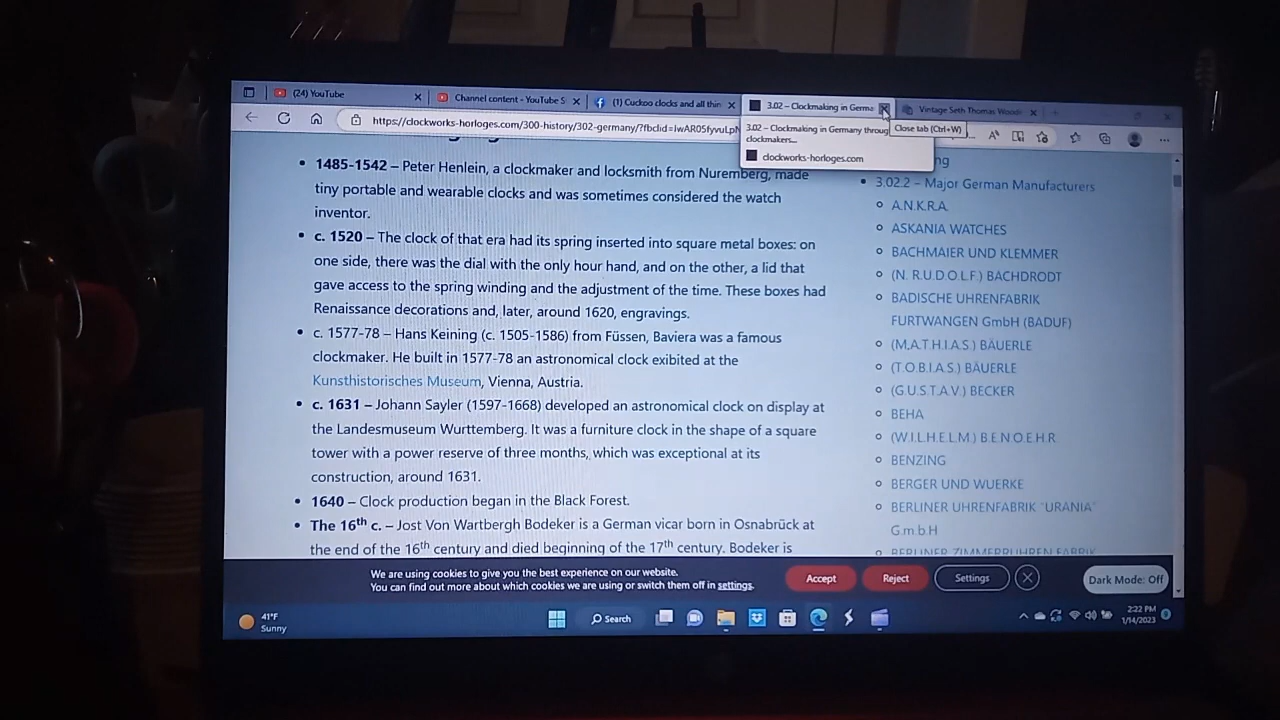 (24) YouTube
Channel content - YouTube S
(1) Cuckoo clocks and all thin
3.02 – Clockmaking in Germa
Vintage Seth Thomas Wood
https://clockworks-horloges.com/300-history/302-germany/?fbclid=IwAR05fyvuLpN
3.02 – Clockmaking in Germany throug
clockmakers...
clockworks-horloges.com
Close tab (Ctrl+W)
• 1485-1542 – Peter Henlein, a clockmaker and locksmith from Nuremberg, made
tiny portable and wearable clocks and was sometimes considered the watch
inventor.
• c. 1520 – The clock of that era had its spring inserted into square metal boxes: on
one side, there was the dial with the only hour hand, and on the other, a lid that
gave access to the spring winding and the adjustment of the time. These boxes had
Renaissance decorations and, later, around 1620, engravings.
• c. 1577-78 – Hans Keining (c. 1505-1586) from Füssen, Baviera was a famous
clockmaker. He built in 1577-78 an astronomical clock exibited at the
Kunsthistorisches Museum, Vienna, Austria.
• c. 1631 – Johann Sayler (1597-1668) developed an astronomical clock on display at
the Landesmuseum Wurttemberg. It was a furniture clock in the shape of a square
tower with a power reserve of three months, which was exceptional at its
construction, around 1631.
• 1640 – Clock production began in the Black Forest.
• The 16th c. – Jost Von Wartbergh Bodeker is a German vicar born in Osnabrück at
the end of the 16th century and died beginning of the 17th century. Bodeker is
ng
• 3.02.2 – Major German Manufacturers
A.N.K.R.A.
ASKANIA WATCHES
BACHMAIER UND KLEMMER
(N. R.U.D.O.L.F.) BACHDRODT
BADISCHE UHRENFABRIK
FURTWANGEN GmbH (BADUF)
(M.A.T.H.I.A.S.) BÄUERLE
(T.O.B.I.A.S.) BÄUERLE
(G.U.S.T.A.V.) BECKER
BEHA
(W.I.L.H.E.L.M.) B.E.N.O.E.H.R.
BENZING
BERGER UND WUERKE
BERLINER UHRENFABRIK "URANIA"
G.m.b.H
BERLINER ZIMMERRUHREN FABRIK
We are using cookies to give you the best experience on our website.
You can find out more about which cookies we are using or switch them off in settings.
Accept
Reject
Settings
Dark Mode: Off
41°F
Sunny
Search
2:22 PM
1/14/2023